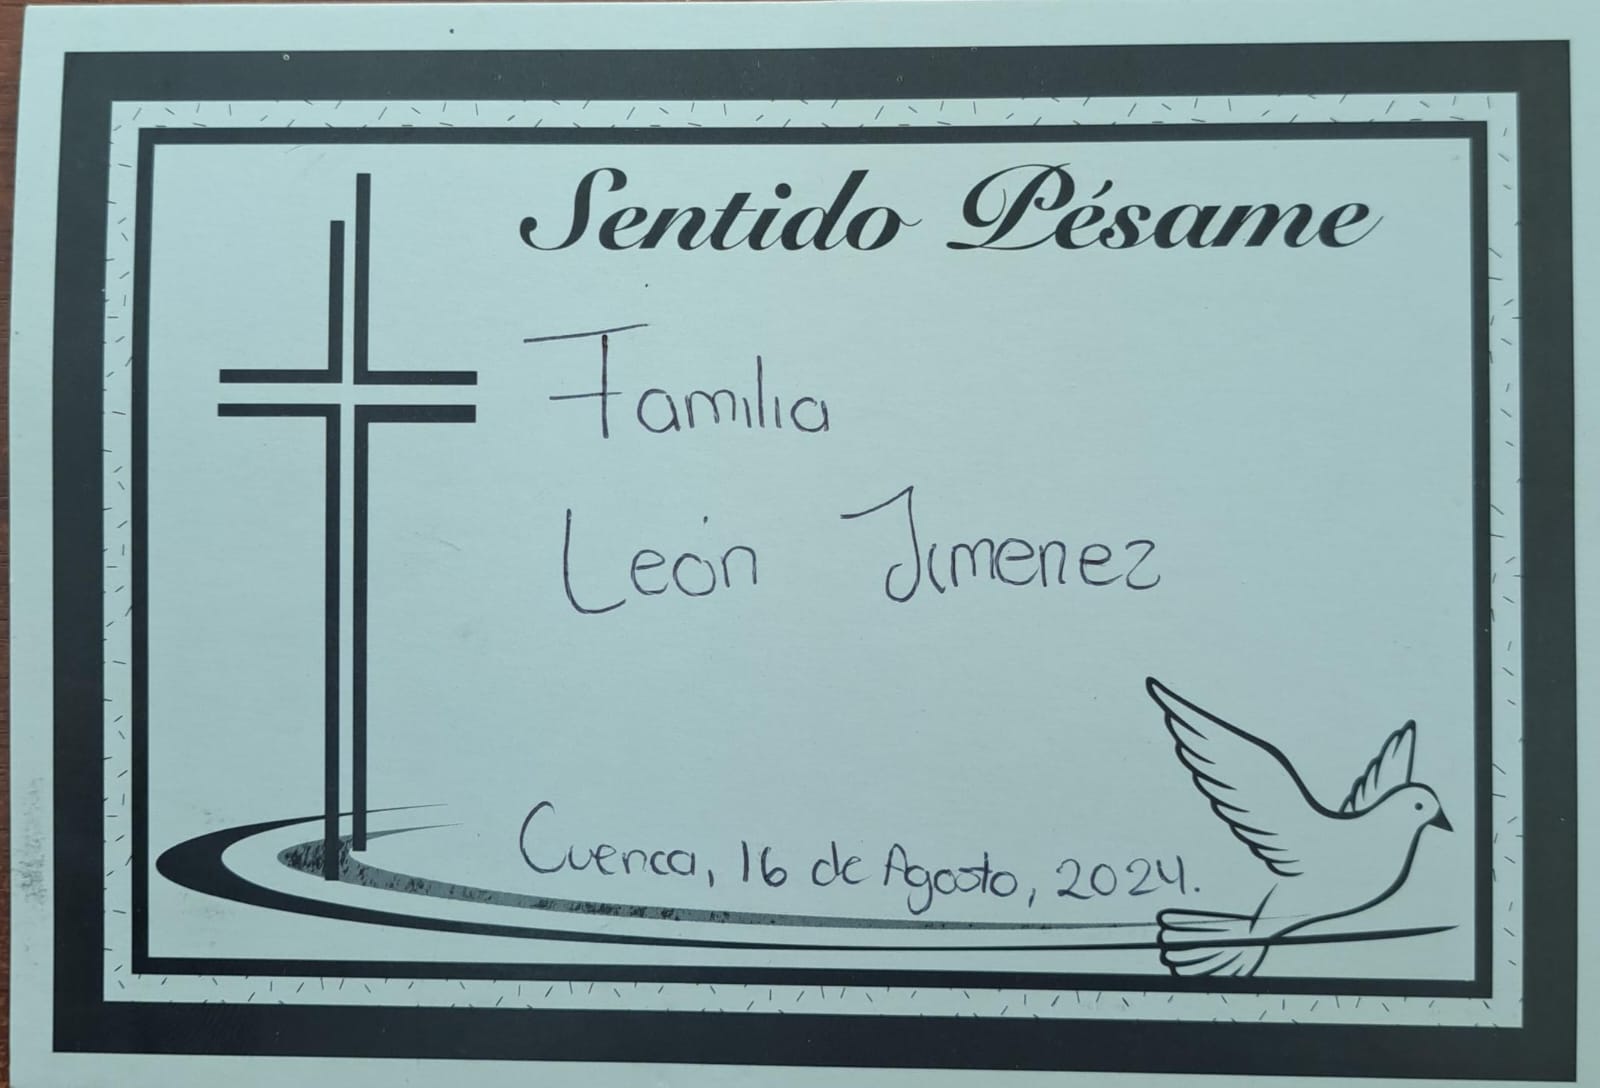 Sentido Pésame
Familia
León Jimenez
Cuenca, 16 de Agosto, 2024.